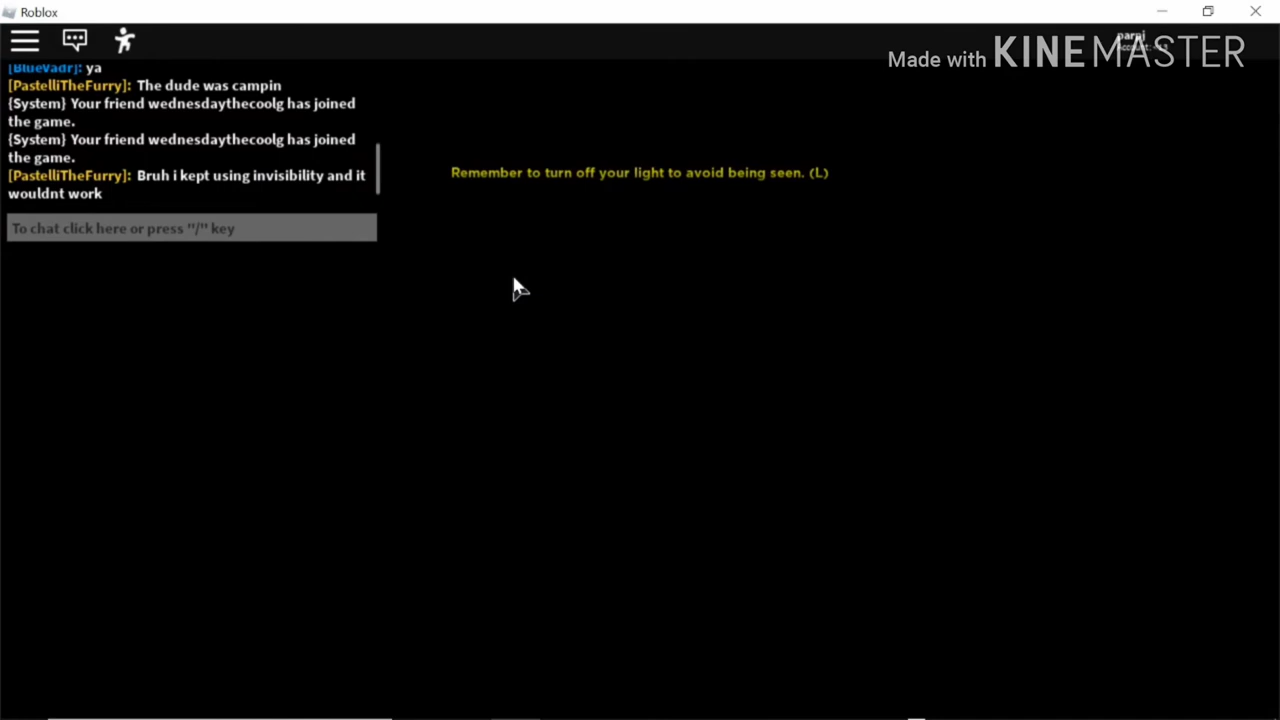 Roblox
[BlueVadr]: ya
[PastelliTheFurry]: The dude was campin
{System} Your friend wednesdaythecoolg has joined
the game.
{System} Your friend wednesdaythecoolg has joined
the game.
[PastelliTheFurry]: Bruh i kept using invisibility and it
wouldnt work
To chat click here or press "/" key
Remember to turn off your light to avoid being seen. (L)
Made with KINEMASTER